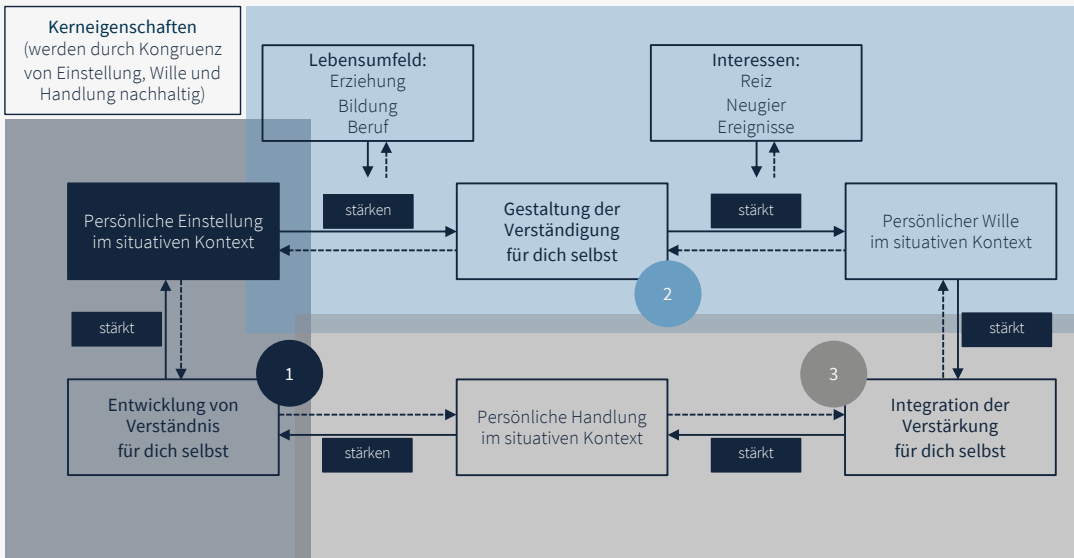 Kerneigenschaften
(werden durch Kongruenz
von Einstellung, Wille und
Handlung nachhaltig)
Lebensumfeld:
Erziehung
Bildung
Beruf
Interessen:
Reiz
Neugier
Ereignisse
Persönliche Einstellung
im situativen Kontext
stärken
Gestaltung der
Verständigung
für dich selbst
stärkt
Persönlicher Wille
im situativen Kontext
2
stärkt
stärkt
1
3
Entwicklung von
Verständnis
für dich selbst
stärken
Persönliche Handlung
im situativen Kontext
stärkt
Integration der
Verstärkung
für dich selbst